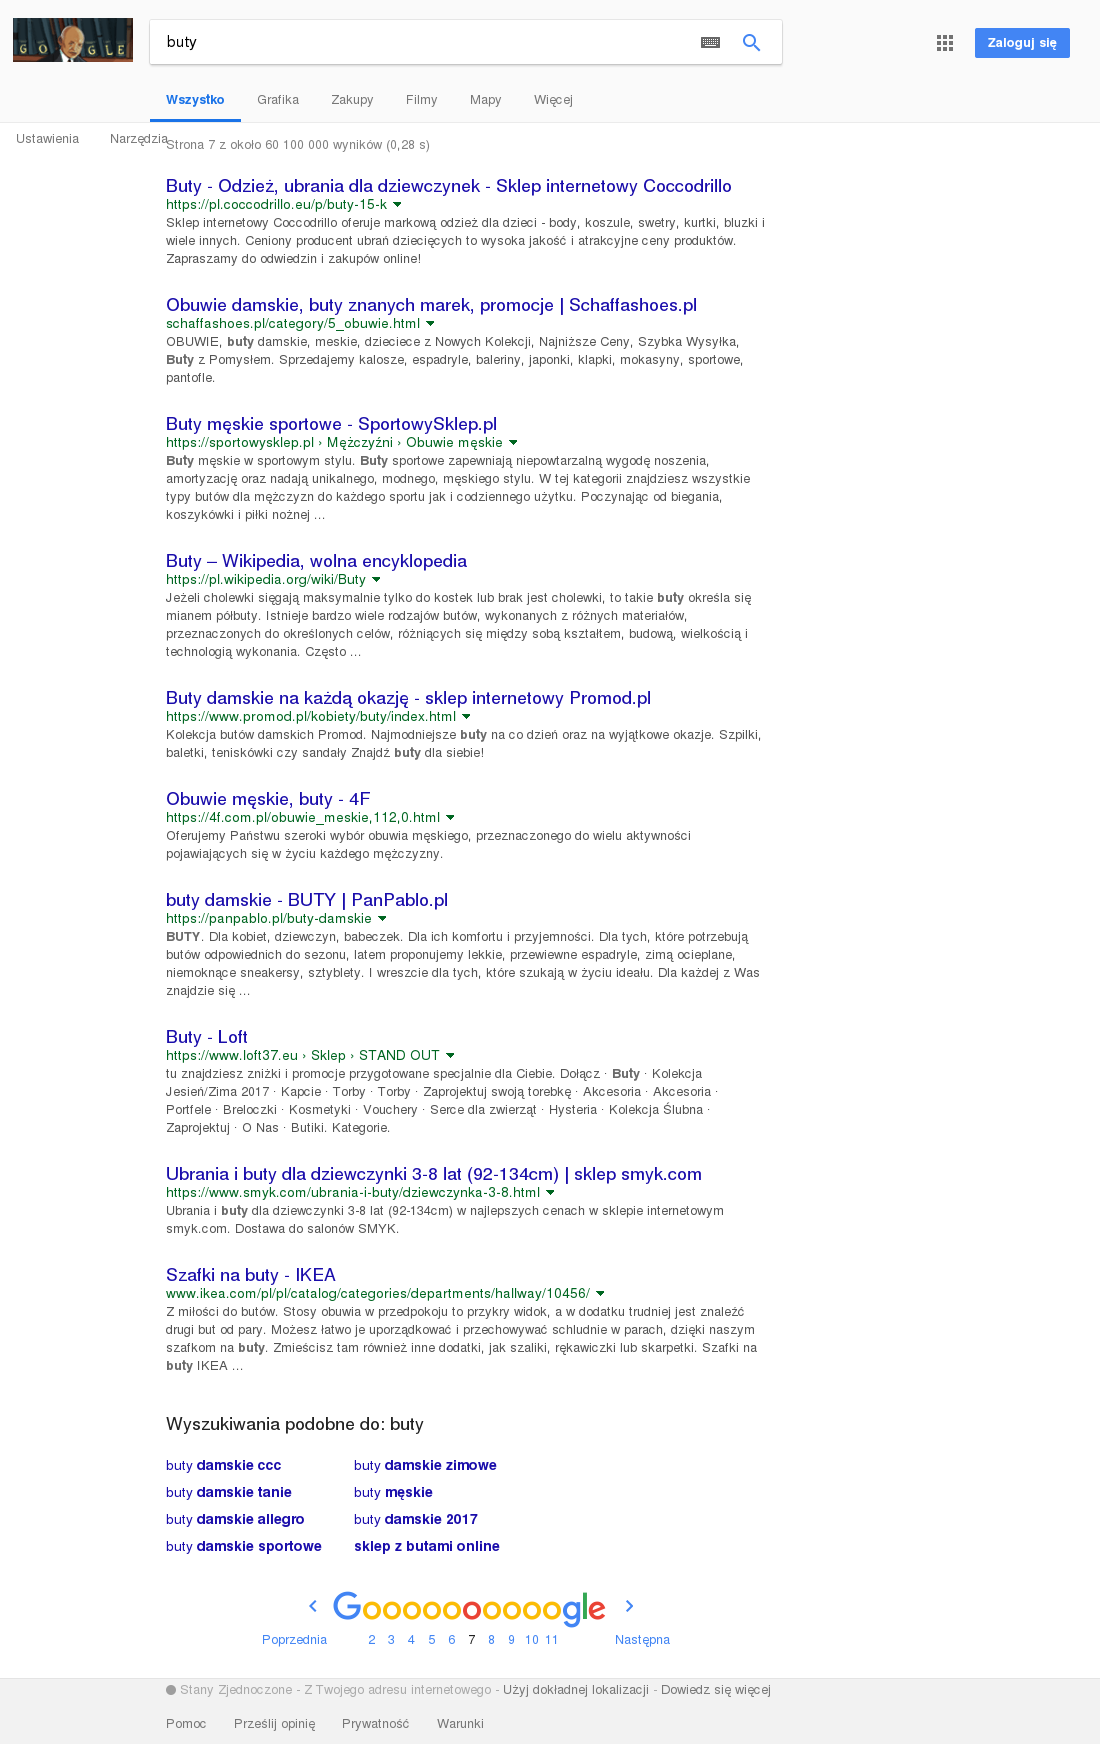 GOOGLE
buty
Zaloguj się
Wszystko Grafika Zakupy Filmy Mapy Więcej
Ustawienia Narzędzia
Strona 7 z około 60 100 000 wyników (0,28 s)
Buty - Odzież, ubrania dla dziewczynek - Sklep internetowy Coccodrillo
https://pl.coccodrillo.eu/p/buty-15-k
Sklep internetowy Coccodrillo oferuje markową odzież dla dzieci - body, koszule, swetry, kurtki, bluzki i
wiele innych. Ceniony producent ubrań dziecięcych to wysoka jakość i atrakcyjne ceny produktów.
Zapraszamy do odwiedzin i zakupów online!
Obuwie damskie, buty znanych marek, promocje | Schaffashoes.pl
schaffashoes.pl/category/5_obuwie.html
OBUWIE, buty damskie, meskie, dzieciece z Nowych Kolekcji, Najniższe Ceny, Szybka Wysyłka,
Buty z Pomysłem. Sprzedajemy kalosze, espadryle, baleriny, japonki, klapki, mokasyny, sportowe,
pantofle.
Buty męskie sportowe - SportowySklep.pl
https://sportowysklep.pl › Mężczyźni › Obuwie męskie
Buty męskie w sportowym stylu. Buty sportowe zapewniają niepowtarzalną wygodę noszenia,
amortyzację oraz nadają unikalnego, modnego, męskiego stylu. W tej kategorii znajdziesz wszystkie
typy butów dla mężczyzn do każdego sportu jak i codziennego użytku. Poczynając od biegania,
koszykówki i piłki nożnej ...
Buty – Wikipedia, wolna encyklopedia
https://pl.wikipedia.org/wiki/Buty
Jeżeli cholewki sięgają maksymalnie tylko do kostek lub brak jest cholewki, to takie buty określa się
mianem półbuty. Istnieje bardzo wiele rodzajów butów, wykonanych z różnych materiałów,
przeznaczonych do określonych celów, różniących się między sobą kształtem, budową, wielkością i
technologią wykonania. Często ...
Buty damskie na każdą okazję - sklep internetowy Promod.pl
https://www.promod.pl/kobiety/buty/index.html
Kolekcja butów damskich Promod. Najmodniejsze buty na co dzień oraz na wyjątkowe okazje. Szpilki,
baletki, teniskówki czy sandały Znajdź buty dla siebie!
Obuwie męskie, buty - 4F
https://4f.com.pl/obuwie_meskie,112,0.html
Oferujemy Państwu szeroki wybór obuwia męskiego, przeznaczonego do wielu aktywności
pojawiających się w życiu każdego mężczyzny.
buty damskie - BUTY | PanPablo.pl
https://panpablo.pl/buty-damskie
BUTY. Dla kobiet, dziewczyn, babeczek. Dla ich komfortu i przyjemności. Dla tych, które potrzebują
butów odpowiednich do sezonu, latem proponujemy lekkie, przewiewne espadryle, zimą ocieplane,
niemoknące sneakersy, sztyblety. I wreszcie dla tych, które szukają w życiu ideału. Dla każdej z Was
znajdzie się ...
Buty - Loft
https://www.loft37.eu › Sklep › STAND OUT
tu znajdziesz zniżki i promocje przygotowane specjalnie dla Ciebie. Dołącz · Buty · Kolekcja
Jesień/Zima 2017 · Kapcie · Torby · Torby · Zaprojektuj swoją torebkę · Akcesoria · Akcesoria ·
Portfele · Breloczki · Kosmetyki · Vouchery · Serce dla zwierząt · Hysteria · Kolekcja Ślubna ·
Zaprojektuj · O Nas · Butiki. Kategorie.
Ubrania i buty dla dziewczynki 3-8 lat (92-134cm) | sklep smyk.com
https://www.smyk.com/ubrania-i-buty/dziewczynka-3-8.html
Ubrania i buty dla dziewczynki 3-8 lat (92-134cm) w najlepszych cenach w sklepie internetowym
smyk.com. Dostawa do salonów SMYK.
Szafki na buty - IKEA
www.ikea.com/pl/pl/catalog/categories/departments/hallway/10456/
Z miłości do butów. Stosy obuwia w przedpokoju to przykry widok, a w dodatku trudniej jest znaleźć
drugi but od pary. Możesz łatwo je uporządkować i przechowywać schludnie w parach, dzięki naszym
szafkom na buty. Zmieścisz tam również inne dodatki, jak szaliki, rękawiczki lub skarpetki. Szafki na
buty IKEA ...
Wyszukiwania podobne do: buty
buty damskie ccc buty damskie zimowe
buty damskie tanie buty męskie
buty damskie allegro buty damskie 2017
buty damskie sportowe sklep z butami online
Goooooooooogle
Poprzednia 2 3 4 5 6 7 8 9 10 11 Następna
Stany Zjednoczone - Z Twojego adresu internetowego - Użyj dokładnej lokalizacji - Dowiedz się więcej
Pomoc Prześlij opinię Prywatność Warunki